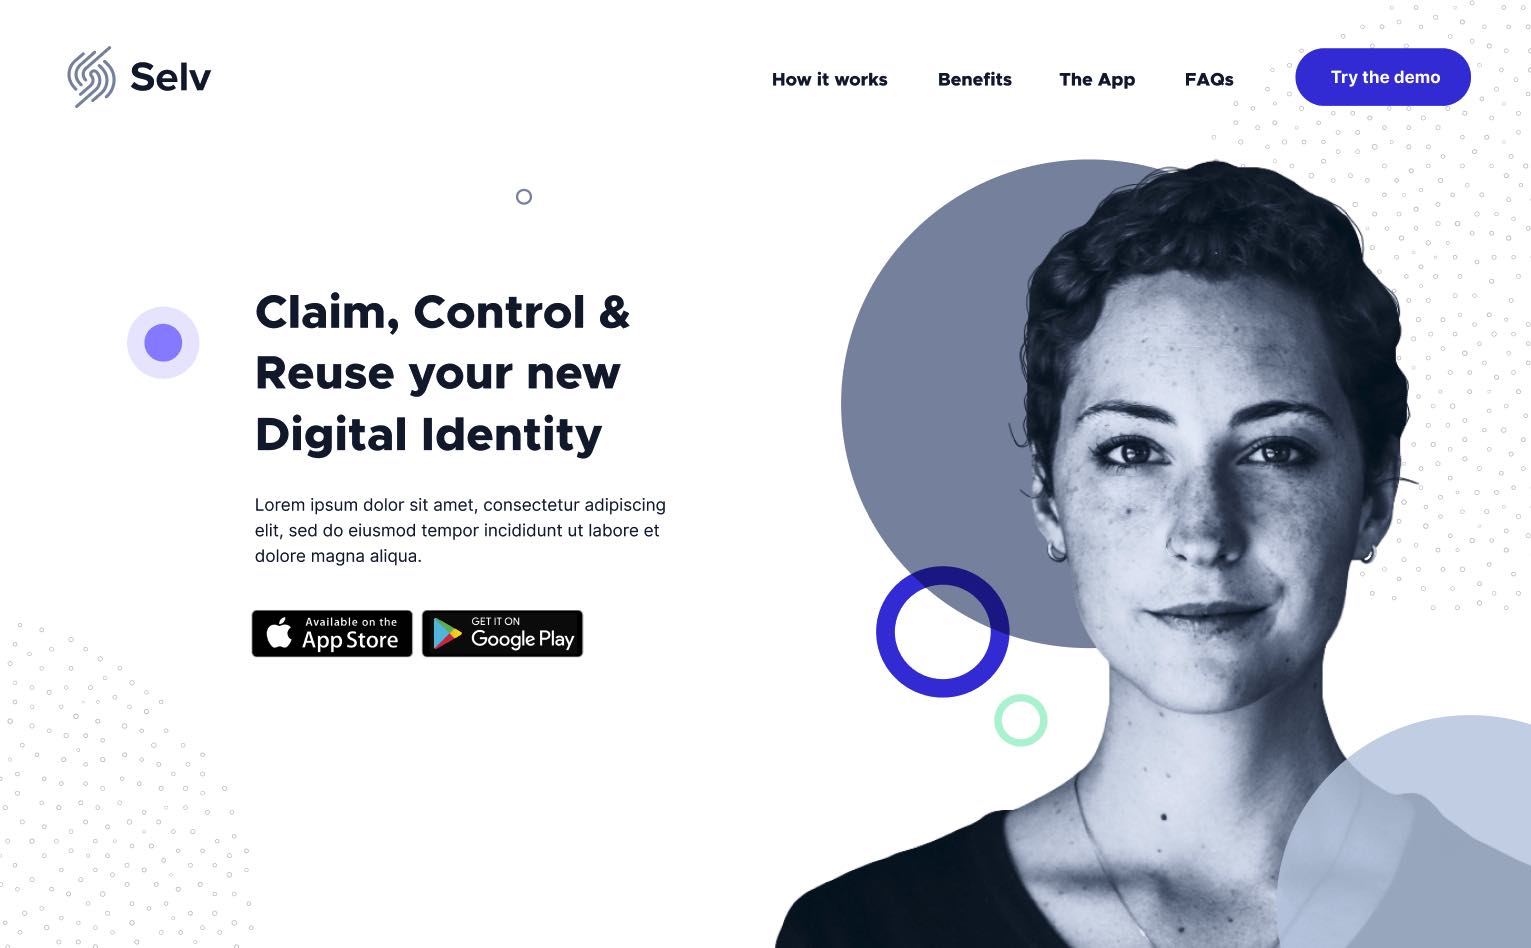 Selv
How it works
Benefits
The App
FAQs
Try the demo
Claim, Control &
Reuse your new
Digital Identity
Lorem ipsum dolor sit amet, consectetur adipiscing
elit, sed do eiusmod tempor incididunt ut labore et
dolore magna aliqua.
Available on the
App Store
GET IT ON
Google Play